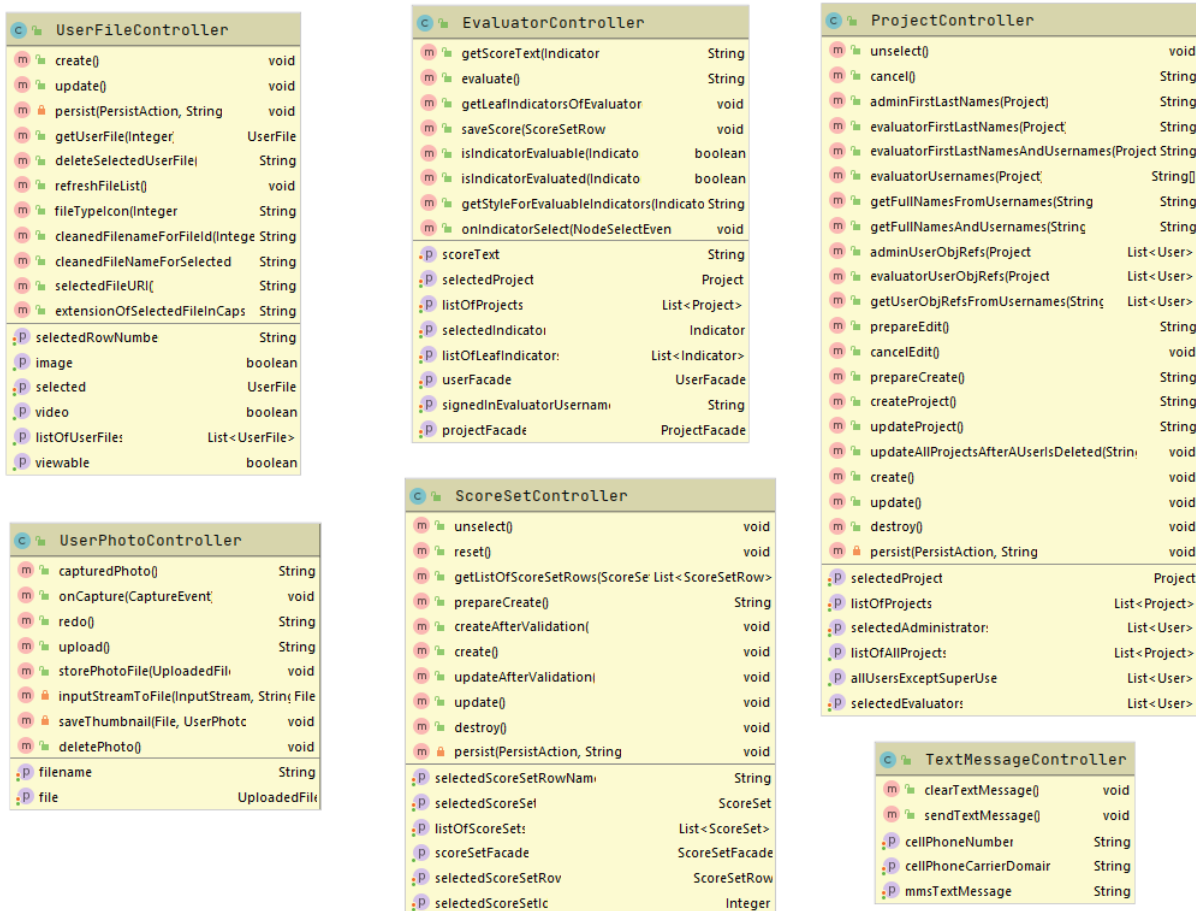 UserFileController
create() void
update() void
persist(PersistAction, String void
getUserFile(Integer) UserFile
deleteSelectedUserFile( String
refreshFileList() void
fileTypeIcon(Integer String
cleanedFilenameForFileId(Intege String
cleanedFileNameForSelected String
selectedFileURI( String
extensionOfSelectedFileInCaps String
selectedRowNumbe String
image boolean
selected UserFile
video boolean
listOfUserFiles List<UserFile>
viewable boolean
UserPhotoController
capturedPhoto() String
onCapture(CaptureEvent) void
redo() String
upload() String
storePhotoFile(UploadedFil void
inputStreamToFile(InputStream, String File
saveThumbnail(File, UserPhoto void
deletePhoto() void
filename String
file UploadedFile
EvaluatorController
getScoreText(Indicator String
evaluate() String
getLeafIndicatorsOfEvaluator void
saveScore(ScoreSetRow void
isIndicatorEvaluable(Indicato boolean
isIndicatorEvaluated(Indicato boolean
getStyleForEvaluableIndicators(Indicato String
onIndicatorSelect(NodeSelectEven void
scoreText String
selectedProject Project
listOfProjects List<Project>
selectedIndicator Indicator
listOfLeafIndicators List<Indicator>
userFacade UserFacade
signedInEvaluatorUsername String
projectFacade ProjectFacade
ScoreSetController
unselect() void
reset() void
getListOfScoreSetRows(ScoreSe List<ScoreSetRow>
prepareCreate() String
createAfterValidation( void
create() void
updateAfterValidation( void
update() void
destroy() void
persist(PersistAction, String void
selectedScoreSetRowName String
selectedScoreSet ScoreSet
listOfScoreSets List<ScoreSet>
scoreSetFacade ScoreSetFacade
selectedScoreSetRov ScoreSetRow
selectedScoreSetIc Integer
ProjectController
unselect() void
cancel() String
adminFirstLastNames(Project) String
evaluatorFirstLastNames(Project) String
evaluatorFirstLastNamesAndUsernames(Project String
evaluatorUsernames(Project) String[]
getFullNamesFromUsernames(String String
getFullNamesAndUsernames(String String
adminUserObjRefs(Project List<User>
evaluatorUserObjRefs(Project List<User>
getUserObjRefsFromUsernames(String List<User>
prepareEdit() String
cancelEdit() void
prepareCreate() String
createProject() String
updateProject() String
updateAllProjectsAfterAUserIsDeleted(String void
create() void
update() void
destroy() void
persist(PersistAction, String void
selectedProject Project
listOfProjects List<Project>
selectedAdministrators List<User>
listOfAllProjects List<Project>
allUsersExceptSuperUse List<User>
selectedEvaluators List<User>
TextMessageController
clearTextMessage() void
sendTextMessage() void
cellPhoneNumber String
cellPhoneCarrierDomain String
mmsTextMessage String